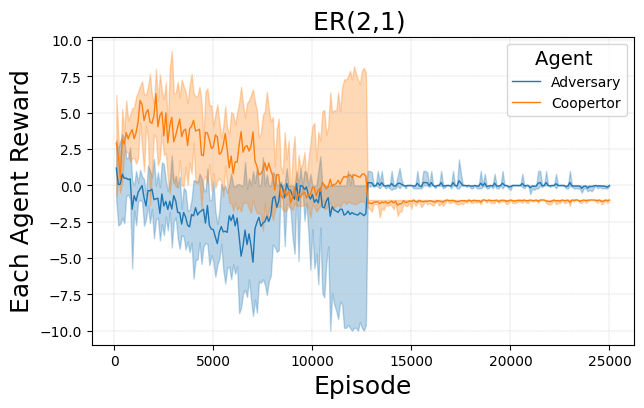 ER(2,1)
Each Agent Reward
10.0
7.5
5.0
2.5
0.0
−2.5
−5.0
−7.5
−10.0
Agent
Adversary
Coopertor
0 5000 10000 15000 20000 25000
Episode